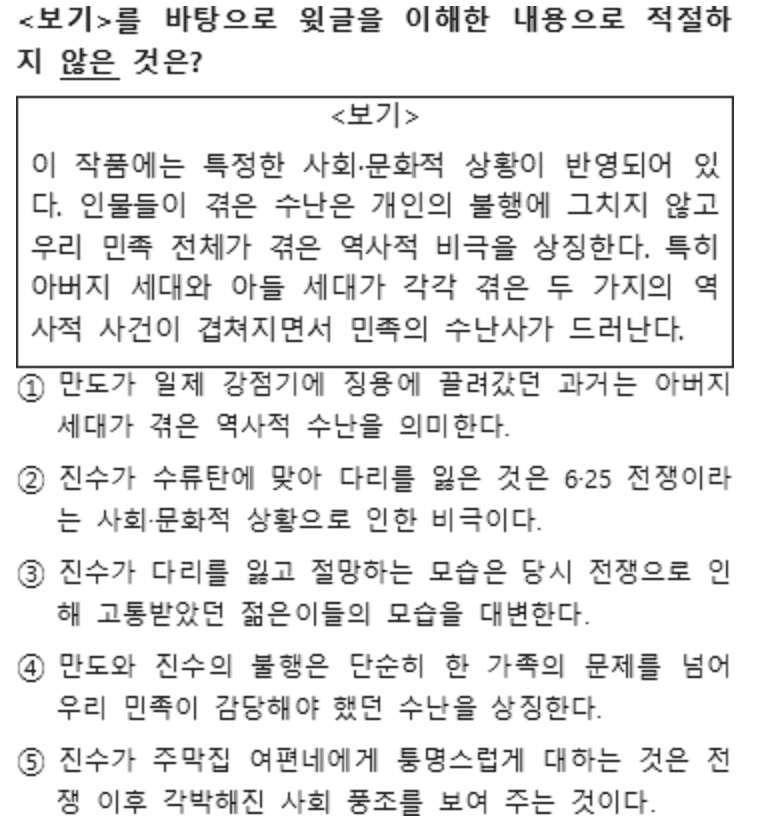 <보기>를 바탕으로 윗글을 이해한 내용으로 적절하
지 않은 것은?
<보기>
이 작품에는 특정한 사회·문화적 상황이 반영되어 있
다. 인물들이 겪은 수난은 개인의 불행에 그치지 않고
우리 민족 전체가 겪은 역사적 비극을 상징한다. 특히
아버지 세대와 아들 세대가 각각 겪은 두 가지의 역
사적 사건이 겹쳐지면서 민족의 수난사가 드러난다.
① 만도가 일제 강점기에 징용에 끌려갔던 과거는 아버지
세대가 겪은 역사적 수난을 의미한다.
② 진수가 수류탄에 맞아 다리를 잃은 것은 6·25 전쟁이라
는 사회·문화적 상황으로 인한 비극이다.
③ 진수가 다리를 잃고 절망하는 모습은 당시 전쟁으로 인
해 고통받았던 젊은이들의 모습을 대변한다.
④ 만도와 진수의 불행은 단순히 한 가족의 문제를 넘어
우리 민족이 감당해야 했던 수난을 상징한다.
⑤ 진수가 주막집 여편네에게 퉁명스럽게 대하는 것은 전
쟁 이후 각박해진 사회 풍조를 보여 주는 것이다.